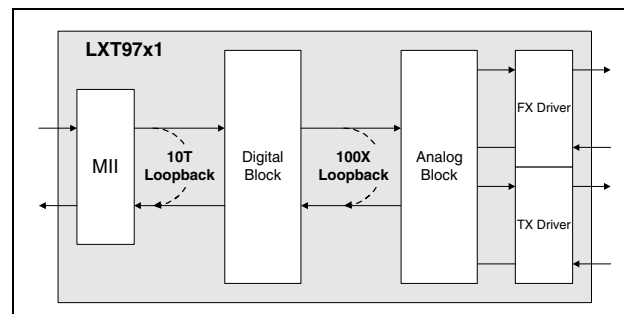 LXT97x1
MII
10T
Loopback
Digital
Block
100X
Loopback
Analog
Block
FX Driver
TX Driver